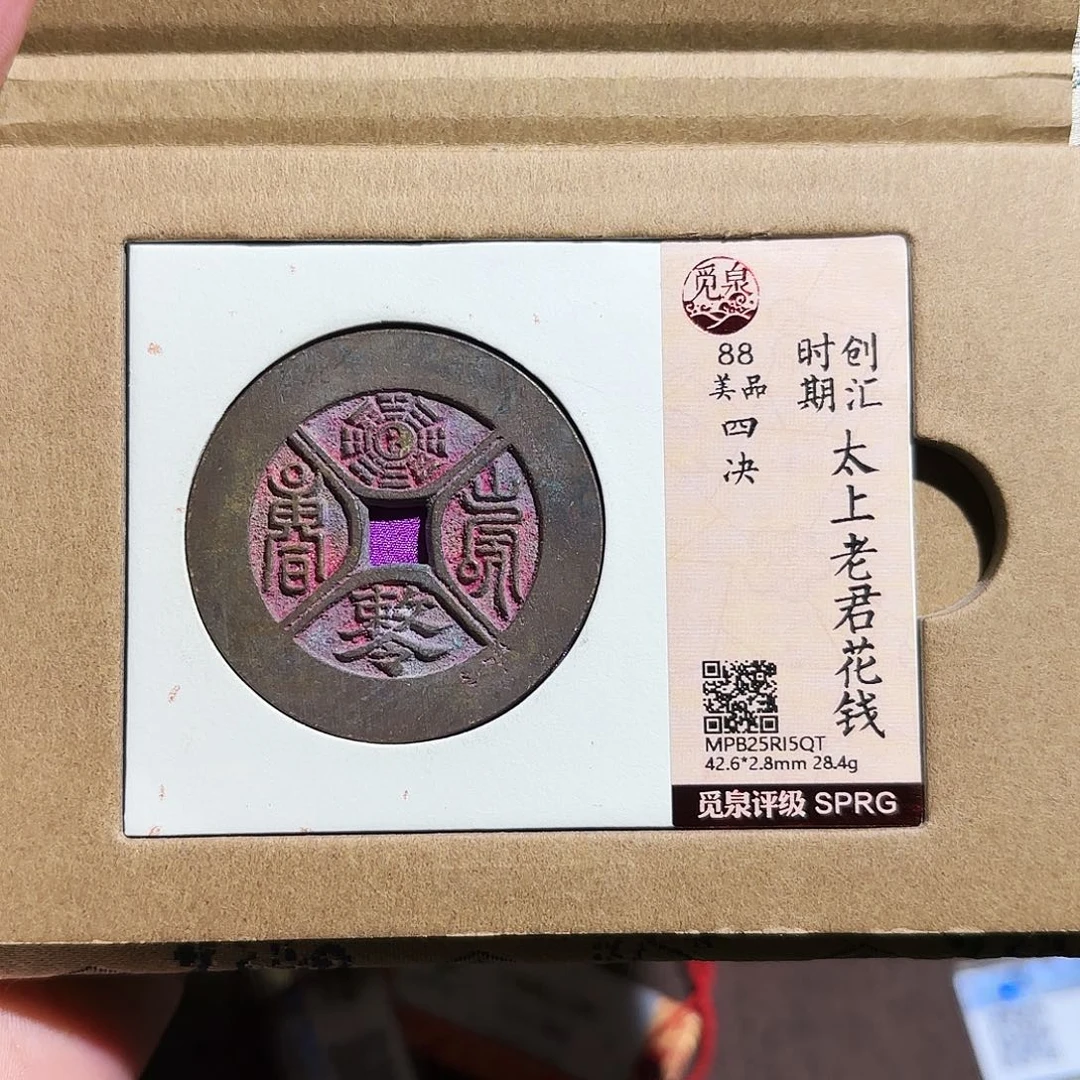 觅泉
88
美品
四决
创汇时期
太上老君花钱
MPB25RI5QT
42.6*2.8mm 28.4g
觅泉评级 SPRG